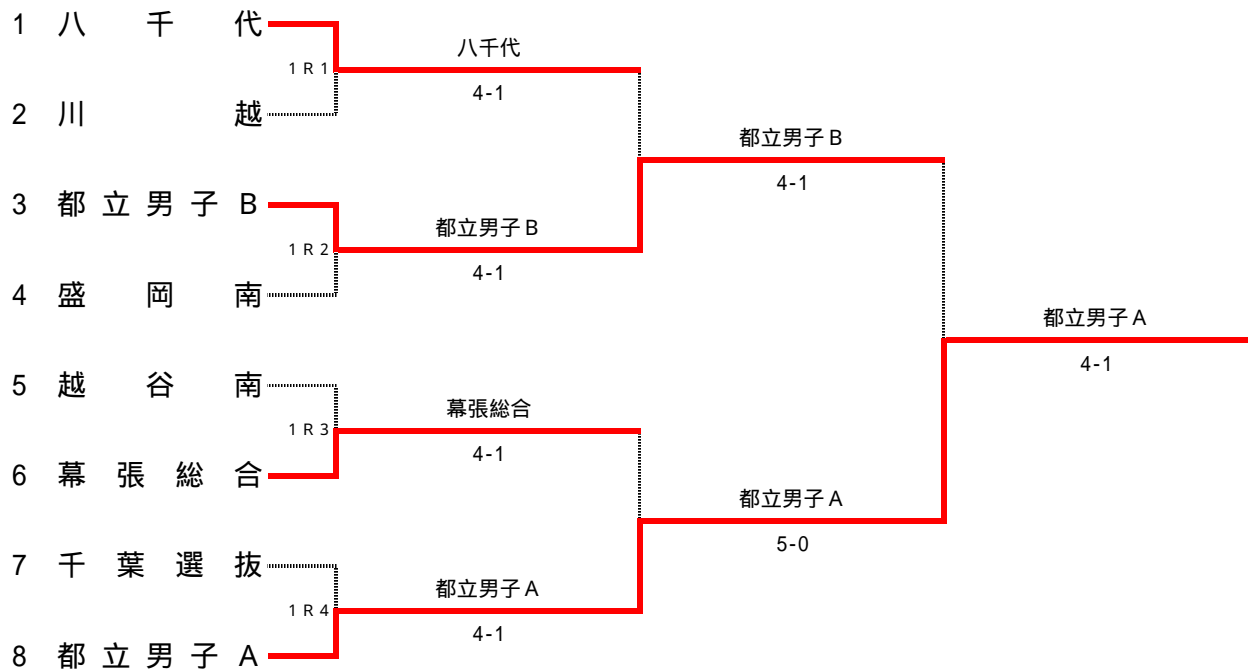 1 八千代
八千代
1R1
4-1
2 川越
都立男子B
4-1
3 都立男子B
都立男子B
1R2
4-1
4 盛岡南
都立男子A
4-1
5 越谷南
幕張総合
1R3
4-1
6 幕張総合
都立男子A
5-0
7 千葉選抜
都立男子A
1R4
4-1
8 都立男子A